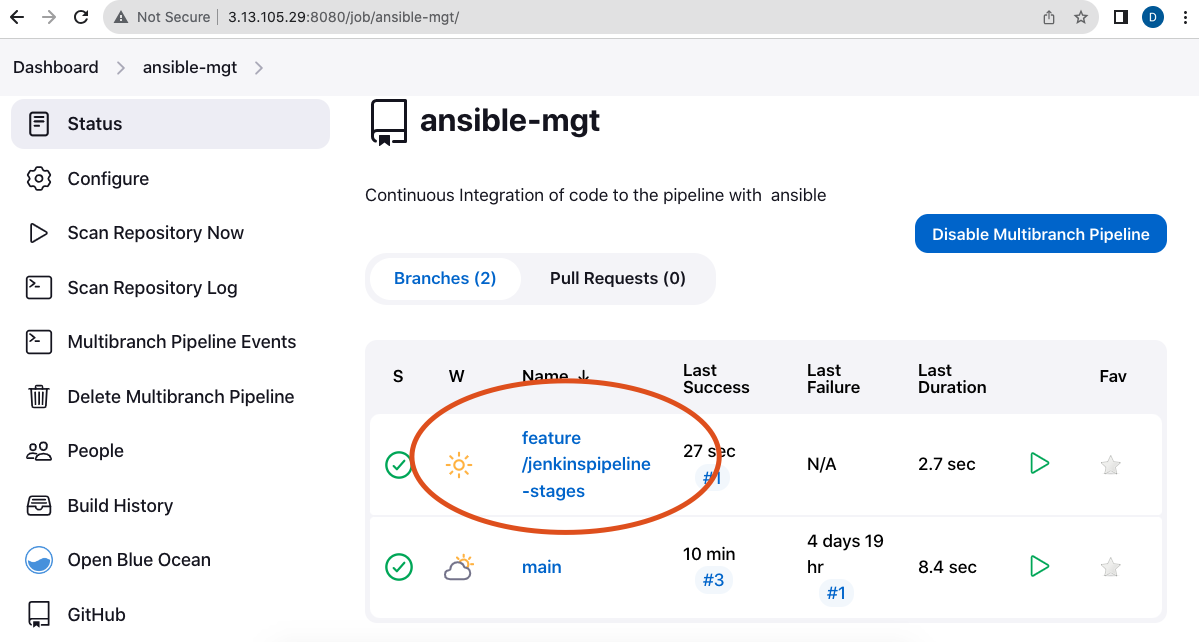 Not Secure 3.13.105.29:8080/job/ansible-mgt/ D
Dashboard ansible-mgt
Status
Configure
Scan Repository Now
Scan Repository Log
Multibranch Pipeline Events
Delete Multibranch Pipeline
People
Build History
Open Blue Ocean
GitHub
ansible-mgt
Continuous Integration of code to the pipeline with ansible
Disable Multibranch Pipeline
Branches (2) Pull Requests (0)
S W Name ↓ Last Success Last Failure Last Duration Fav
feature
/jenkinspipeline
-stages
27 sec
#1
N/A
2.7 sec
main
10 min
#3
4 days 19
hr
#1
8.4 sec